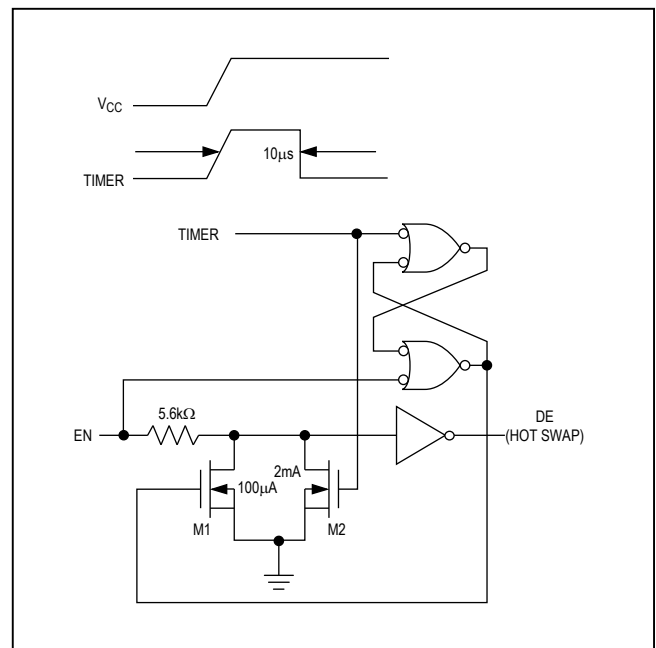 VCC
10μs
TIMER
TIMER
5.6kΩ
EN
DE
(HOT SWAP)
2mA
100μA
M1
M2